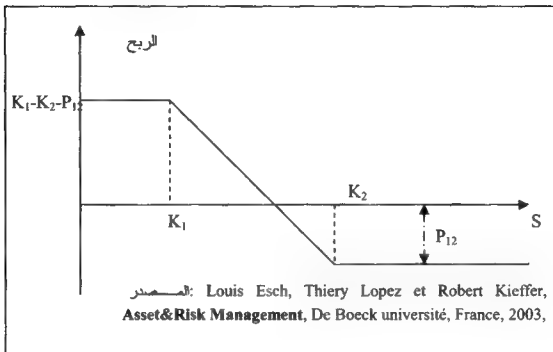 الربح
K₁-K₂-P₁₂
K₂
K₁
S
P₁₂
المـــصدر: Louis Esch, Thiery Lopez et Robert Kieffer,
Asset&Risk Management, De Boeck université, France, 2003,